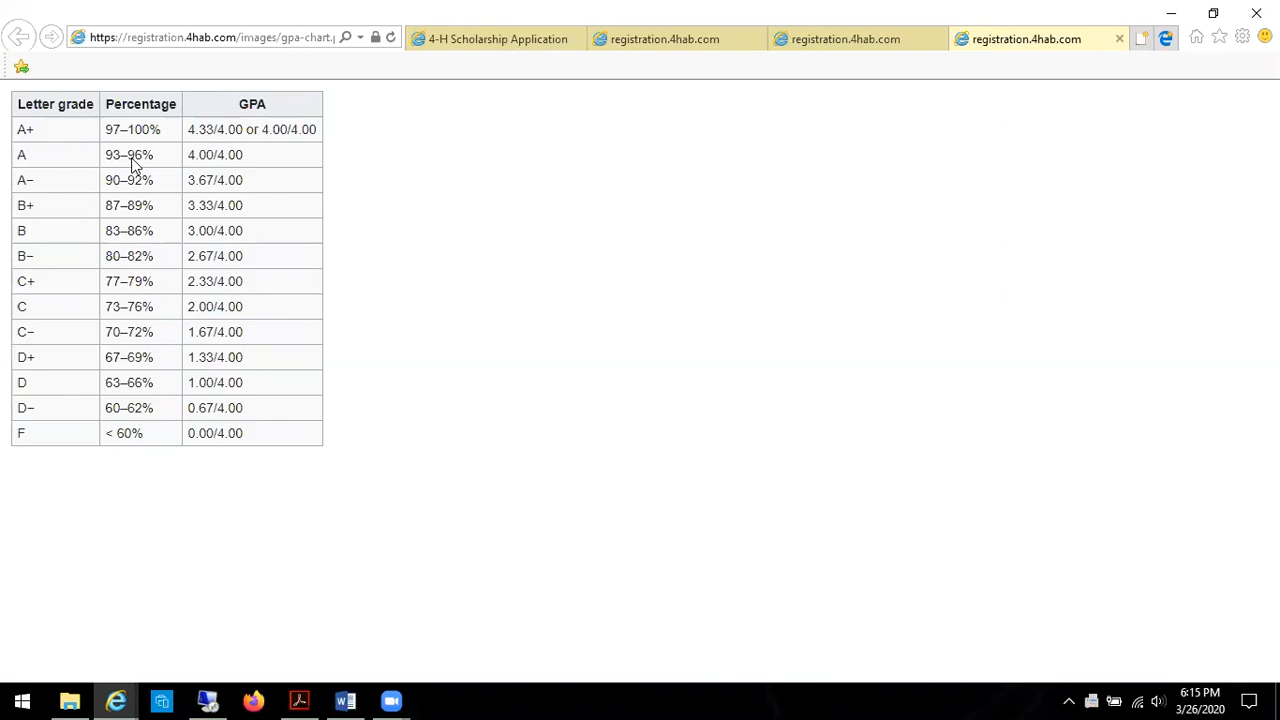 https://registration.4hab.com/images/gpa-chart.
4-H Scholarship Application
registration.4hab.com
registration.4hab.com
registration.4hab.com
Letter grade Percentage GPA
A+ 97–100% 4.33/4.00 or 4.00/4.00
A 93–96% 4.00/4.00
A− 90–92% 3.67/4.00
B+ 87–89% 3.33/4.00
B 83–86% 3.00/4.00
B− 80–82% 2.67/4.00
C+ 77–79% 2.33/4.00
C 73–76% 2.00/4.00
C− 70–72% 1.67/4.00
D+ 67–69% 1.33/4.00
D 63–66% 1.00/4.00
D− 60–62% 0.67/4.00
F < 60% 0.00/4.00
6:15 PM
3/26/2020